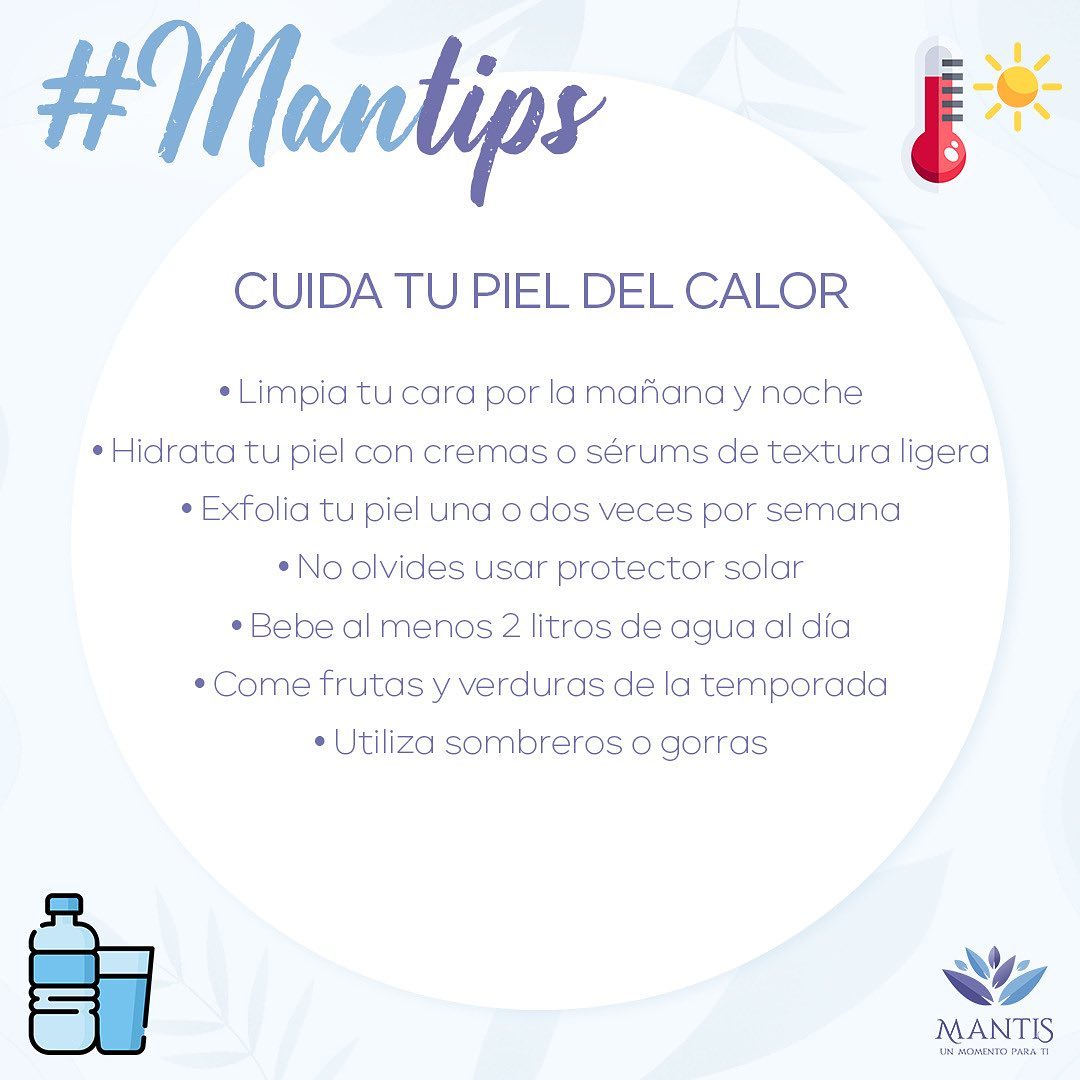 #Mantips
CUIDA TU PIEL DEL CALOR
• Limpia tu cara por la mañana y noche
• Hidrata tu piel con cremas o sérums de textura ligera
• Exfolia tu piel una o dos veces por semana
• No olvides usar protector solar
• Bebe al menos 2 litros de agua al día
• Come frutas y verduras de la temporada
• Utiliza sombreros o gorras
MANTIS
UN MOMENTO PARA TI